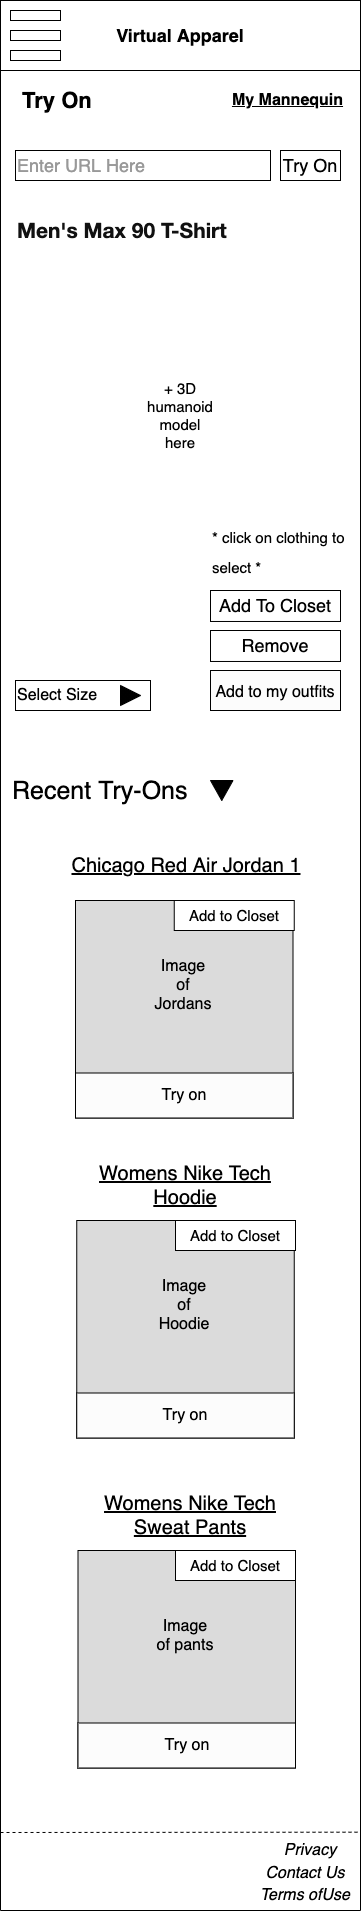 Virtual Apparel
Try On
My Mannequin
Enter URL Here
Try On
Men's Max 90 T-Shirt
+ 3D
humanoid
model
here
* click on clothing to
select *
Add To Closet
Remove
Select Size
Add to my outfits
Recent Try-Ons
Chicago Red Air Jordan 1
Add to Closet
Image
of
Jordans
Try on
Womens Nike Tech
Hoodie
Add to Closet
Image
of
Hoodie
Try on
Womens Nike Tech
Sweat Pants
Add to Closet
Image
of pants
Try on
Privacy
Contact Us
Terms ofUse